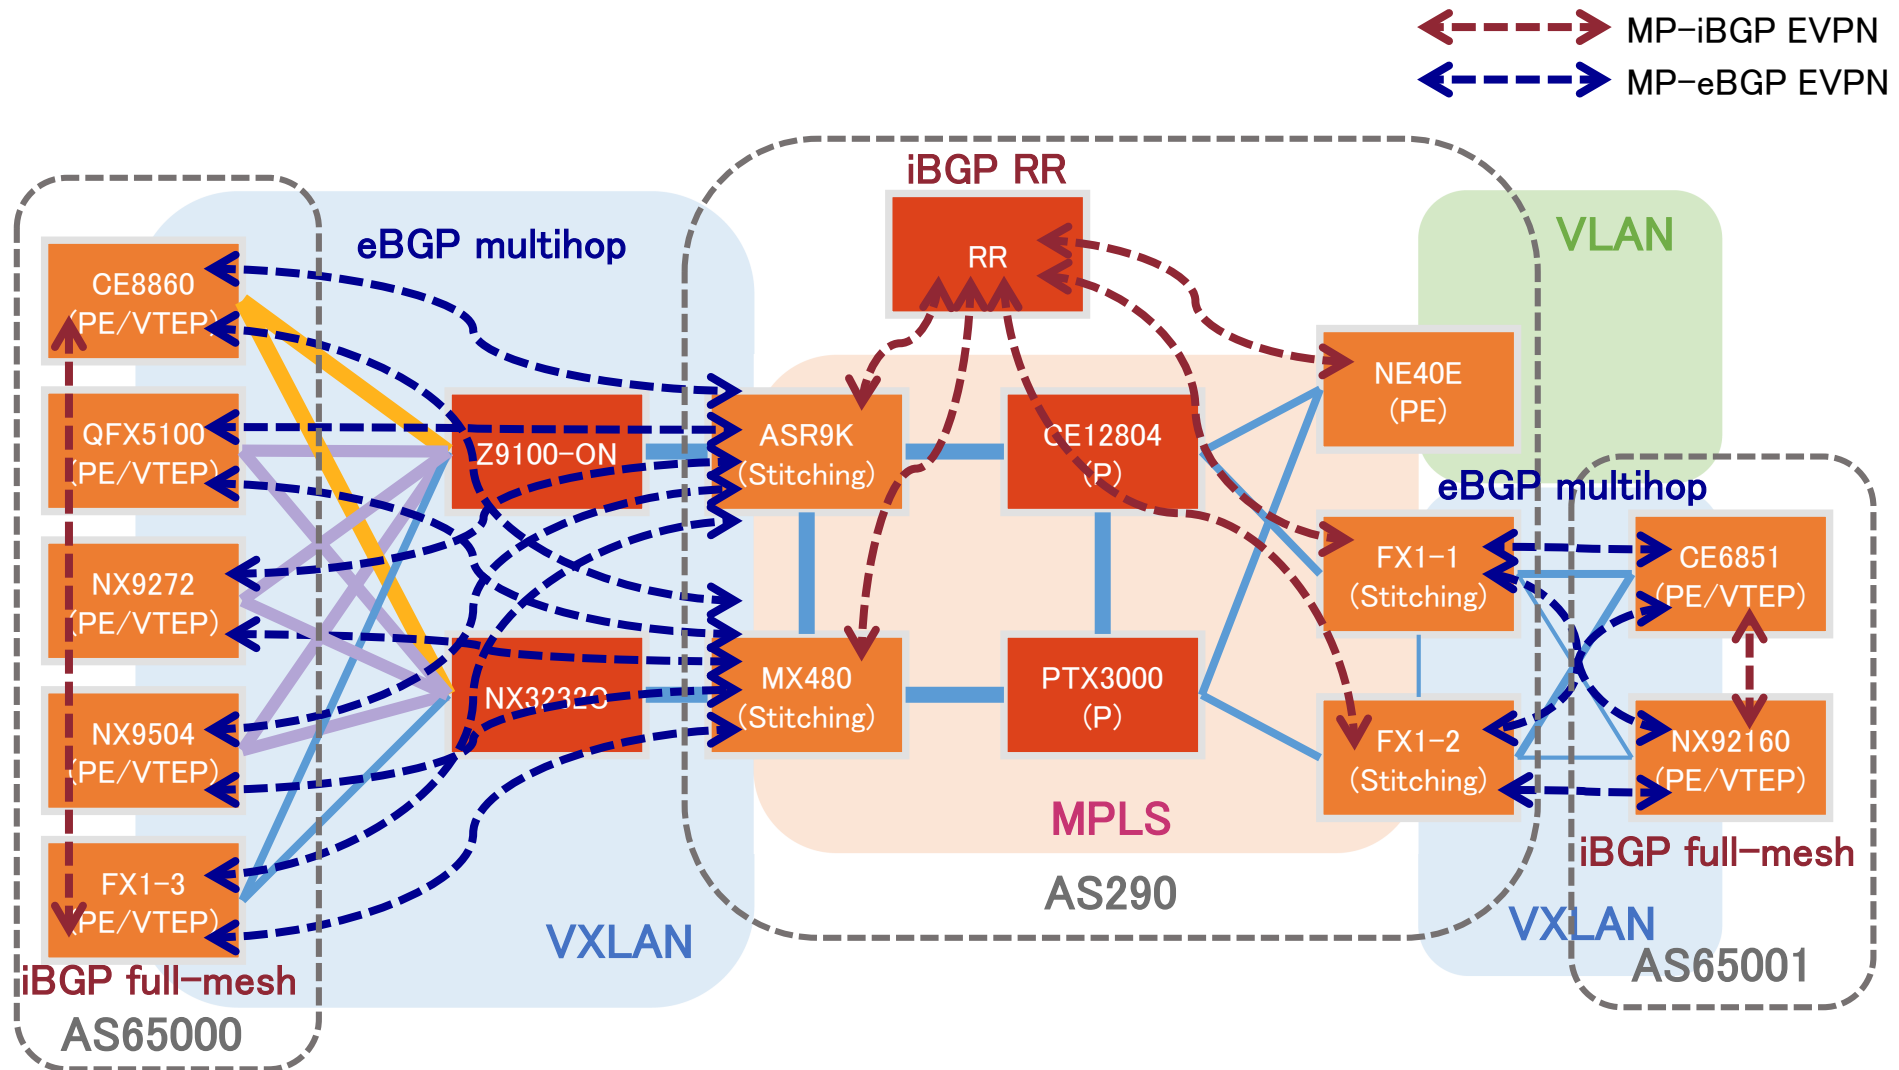 MP-iBGP EVPN
MP-eBGP EVPN
iBGP RR
RR
eBGP multihop
VLAN
CE8860
(PE/VTEP)
QFX5100
(PE/VTEP)
NX9272
(PE/VTEP)
NX9504
(PE/VTEP)
FX1-3
(PE/VTEP)
iBGP full-mesh
AS65000
Z9100-ON
NX3232C
VXLAN
ASR9K
(Stitching)
MX480
(Stitching)
CE12804
(P)
PTX3000
(P)
MPLS
AS290
NE40E
(PE)
FX1-1
(Stitching)
FX1-2
(Stitching)
eBGP multihop
CE6851
(PE/VTEP)
NX92160
(PE/VTEP)
iBGP full-mesh
VXLAN
AS65001